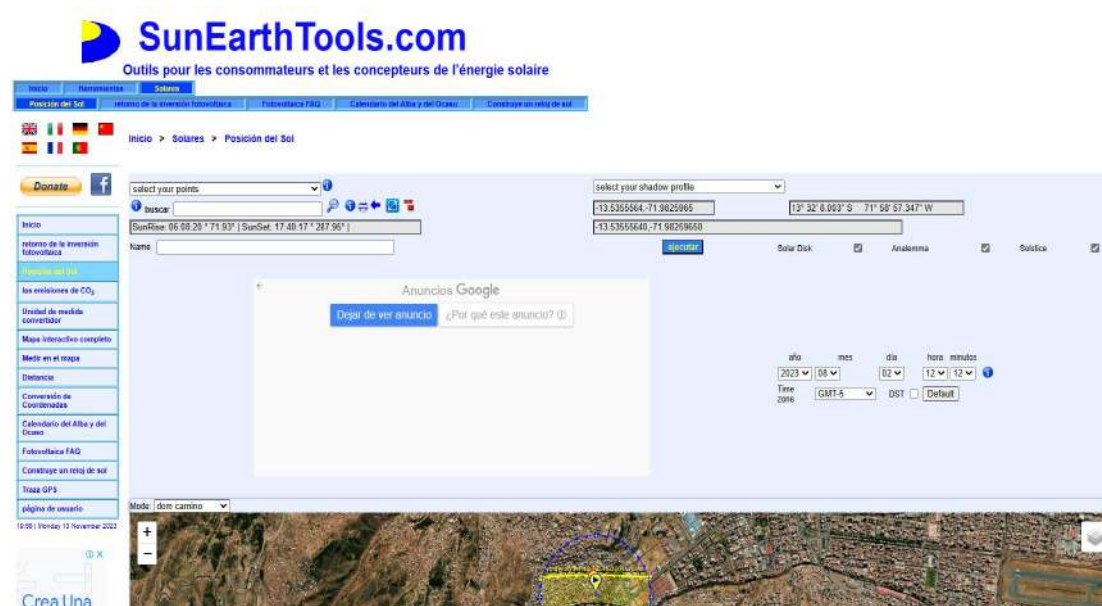 SunEarthTools.com
Outils pour les consommateurs et les concepteurs de l'énergie solaire
Inicio Herramientas Solares
Posición del Sol retorno de la inversión fotovoltaica Fotovoltaica FAQ Calendario del Alba y del Ocaso Construye un reloj de sol
Inicio > Solares > Posición del Sol
Donate
select your points
select your shadow profile
buscar
-13.5355564,-71.9825965
13° 32' 8.003" S 71° 58' 57.347" W
SunRise: 06:08:20 * 71.93° | SunSet: 17:40:17 * 287.95° |
-13.53555640,-71.98259650
Name
ejecutar
Solar Disk
Analemma
Solstice
Inicio
retorno de la inversión fotovoltaica
Posición del Sol
las emisiones de CO₂
Unidad de medida convertidor
Mapa interactivo completo
Medir en el mapa
Distancia
Conversión de Coordenadas
Calendario del Alba y del Ocaso
Fotovoltaica FAQ
Construye un reloj de sol
Traza GPS
página de usuario
Monday 13 November 2023
Anuncios Google
Dejar de ver anuncio
¿Por qué este anuncio?
año mes día hora minutos
2023 08 02 12 12
Time zone GMT-5 DST Default
Mode: dom camino
+
−
Crea Una